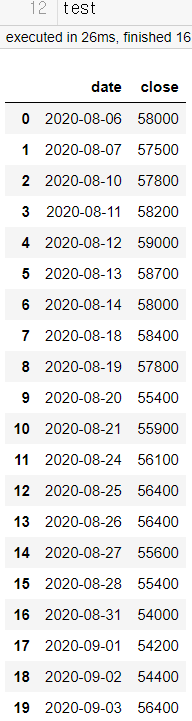 12 test
executed in 26ms, finished 16
date close
0 2020-08-06 58000
1 2020-08-07 57500
2 2020-08-10 57800
3 2020-08-11 58200
4 2020-08-12 59000
5 2020-08-13 58700
6 2020-08-14 58000
7 2020-08-18 58400
8 2020-08-19 57800
9 2020-08-20 55400
10 2020-08-21 55900
11 2020-08-24 56100
12 2020-08-25 56400
13 2020-08-26 56400
14 2020-08-27 55600
15 2020-08-28 55400
16 2020-08-31 54000
17 2020-09-01 54200
18 2020-09-02 54400
19 2020-09-03 56400